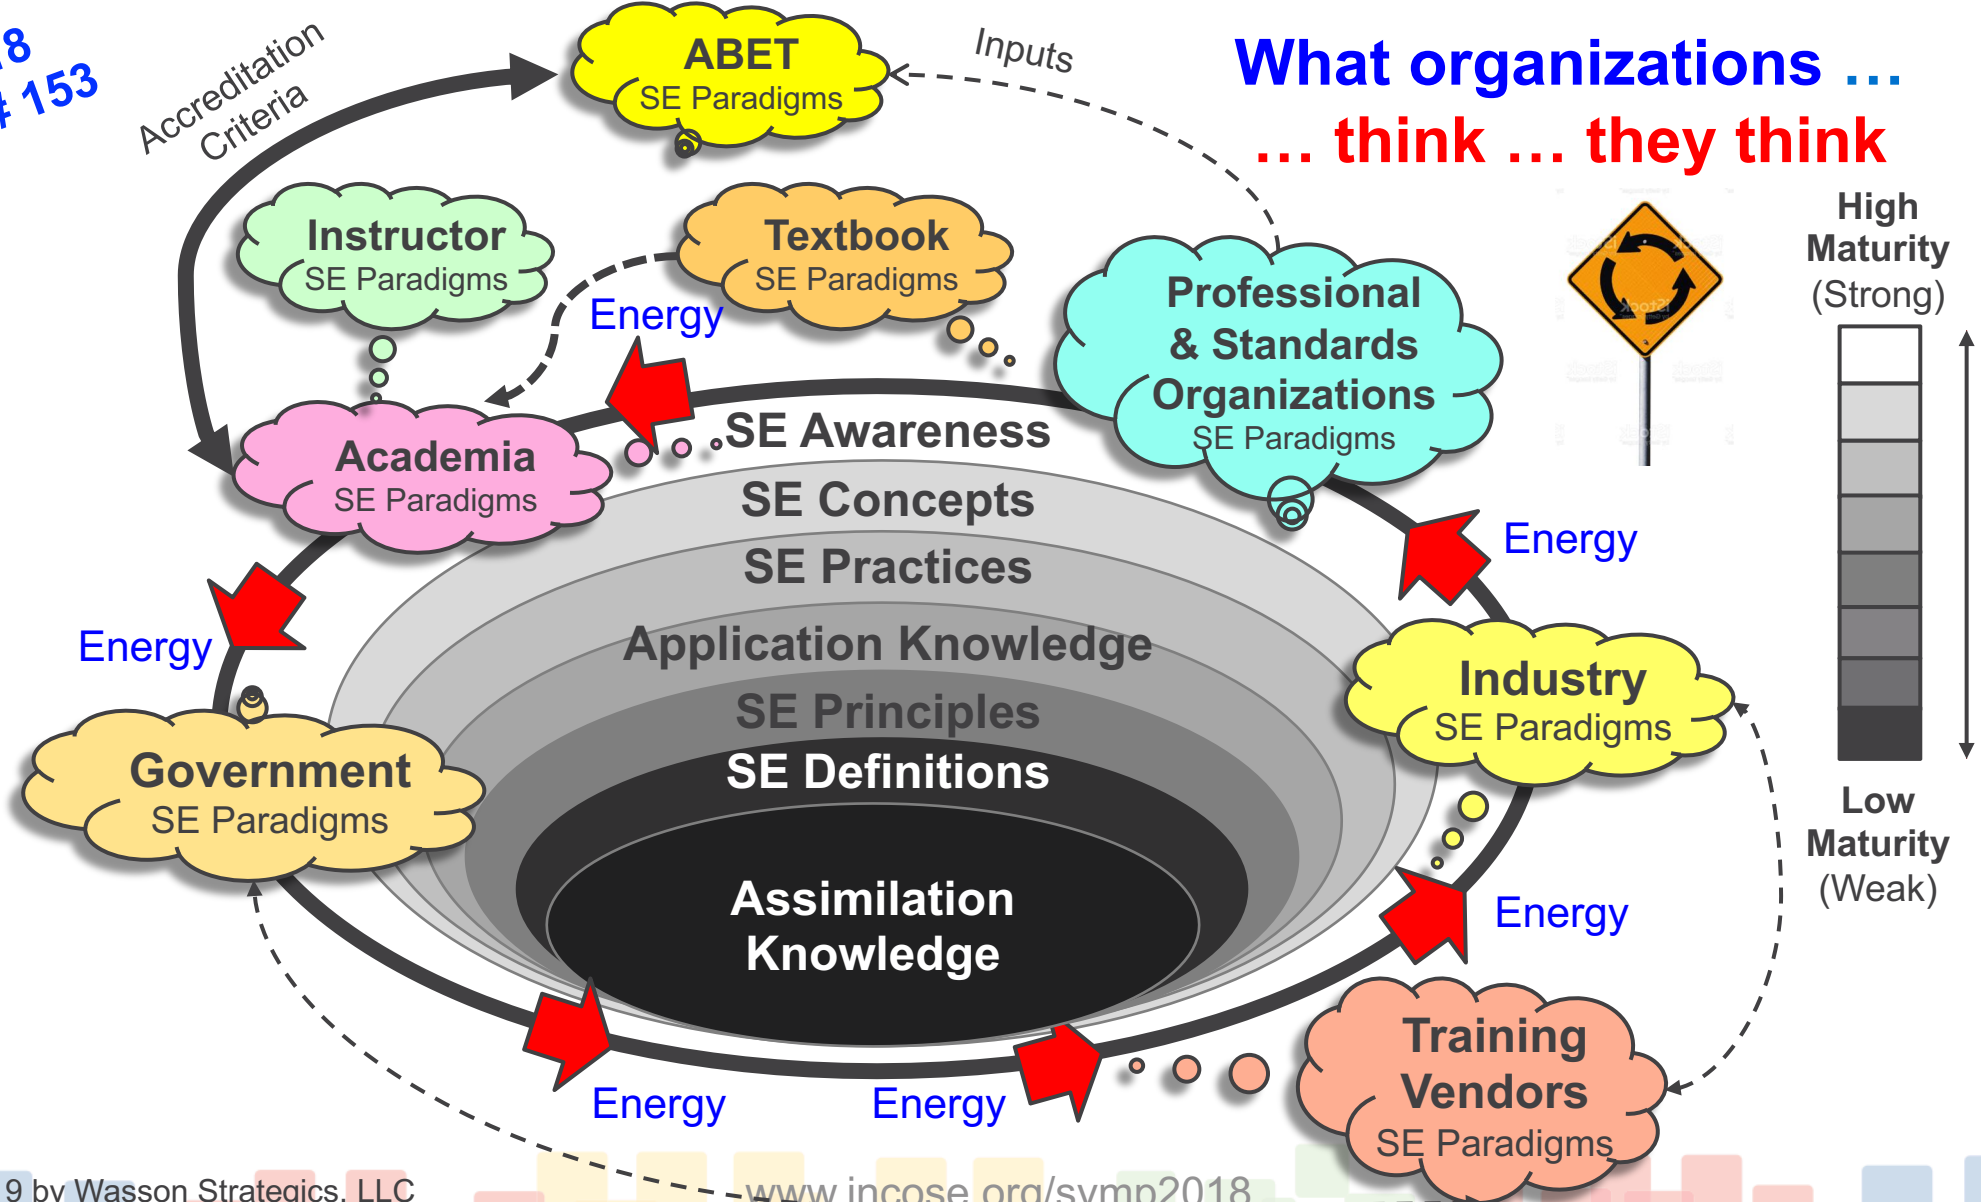 8
# 153
Accreditation
Criteria
ABET
SE Paradigms
Inputs
What organizations …
… think … they think
Instructor
SE Paradigms
Textbook
SE Paradigms
Energy
Professional
& Standards
Organizations
SE Paradigms
High
Maturity
(Strong)
Academia
SE Paradigms
SE Awareness
SE Concepts
SE Practices
Application Knowledge
SE Principles
SE Definitions
Assimilation
Knowledge
Energy
Energy
Industry
SE Paradigms
Government
SE Paradigms
Low
Maturity
(Weak)
Energy
Training
Vendors
SE Paradigms
Energy
Energy
9 by Wasson Strategics, LLC
www.incose.org/symp2018